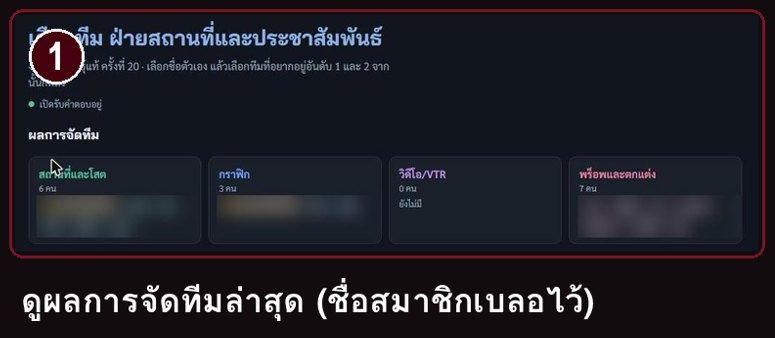 ทีม ฝ่ายสถานที่และประชาสัมพันธ์
1
ครั้งที่ 20 · เลือกชื่อตัวเอง แล้วเลือกทีมที่อยากอยู่อันดับ 1 และ 2 จาก
เปิดรับคำตอบอยู่
ผลการจัดทีม
สถานที่และโสต
6 คน
กราฟิก
3 คน
วิดีโอ/VTR
0 คน
ยังไม่มี
พร็อพและตกแต่ง
7 คน
ดูผลการจัดทีมล่าสุด (ชื่อสมาชิกเบลอไว้)